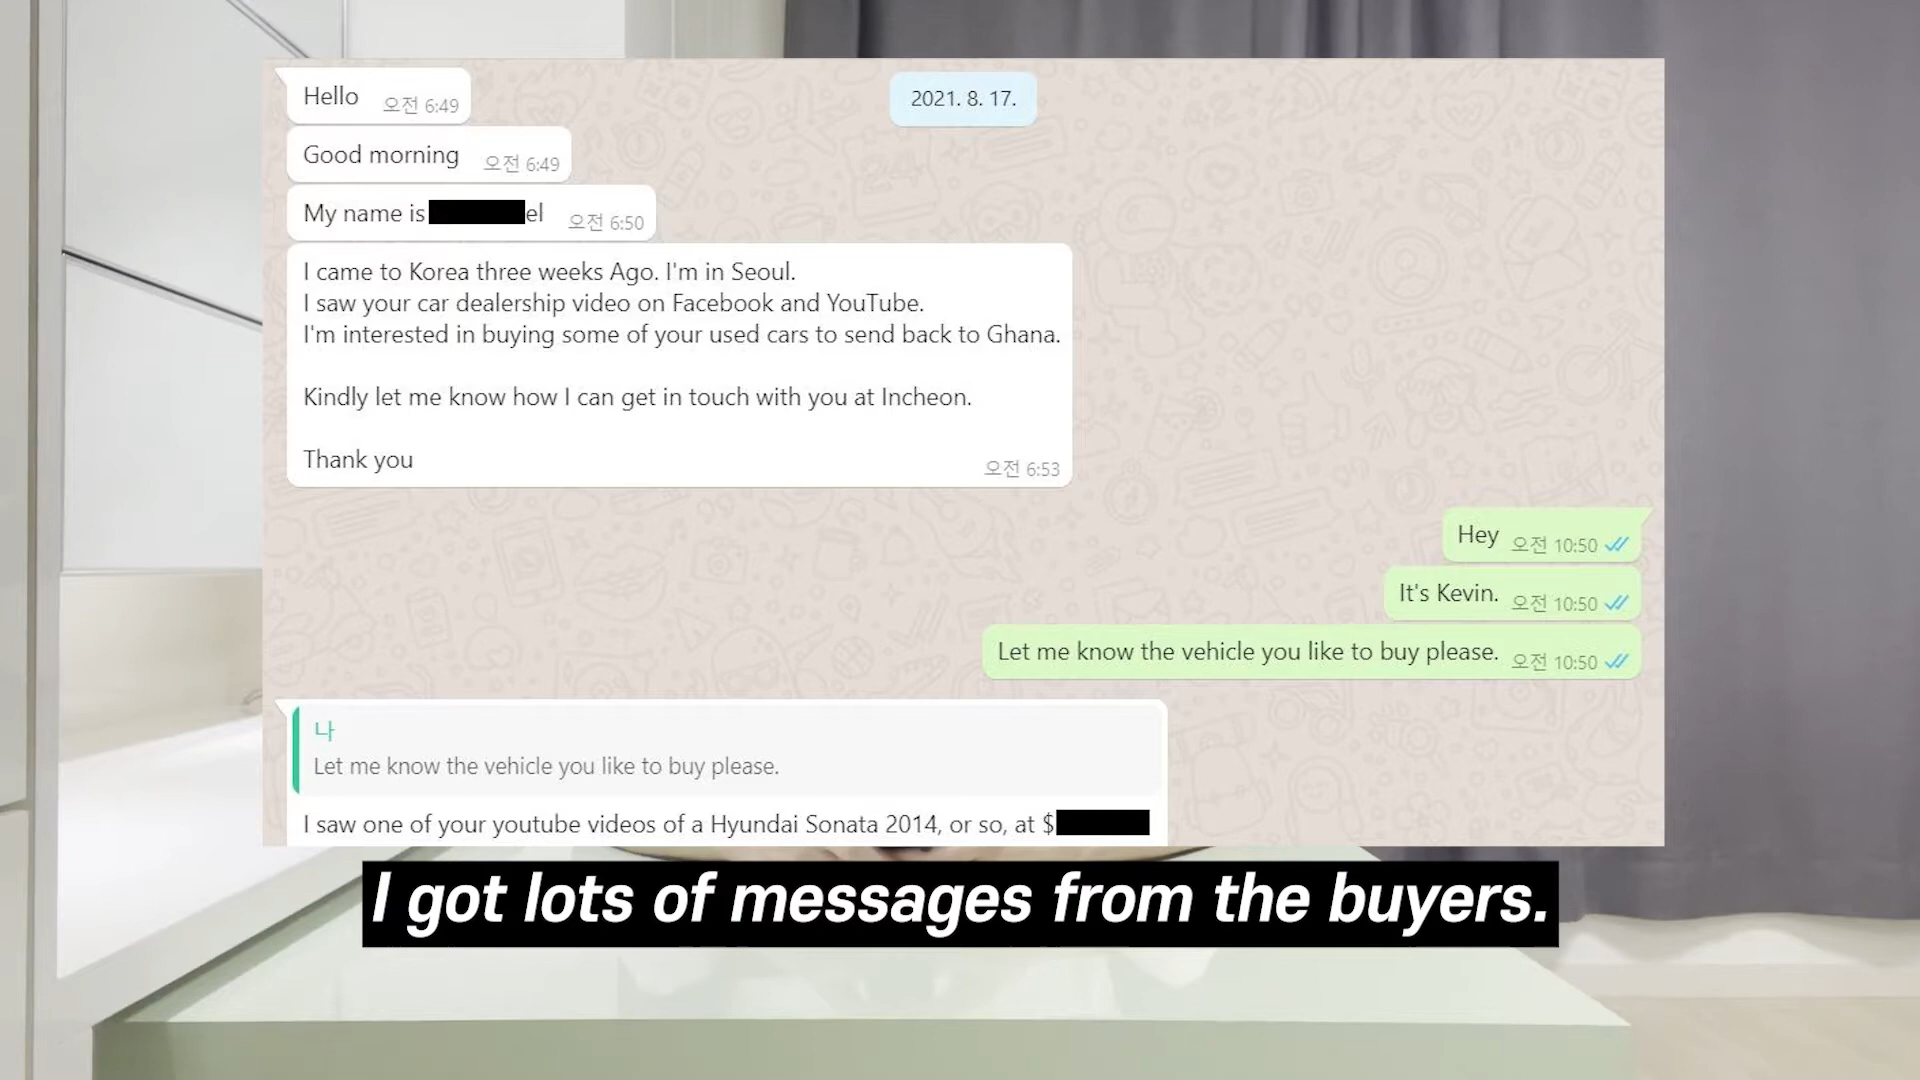 2021. 8. 17.
Hello 오전 6:49
Good morning 오전 6:49
My name is el 오전 6:50
I came to Korea three weeks Ago. I'm in Seoul.
I saw your car dealership video on Facebook and YouTube.
I'm interested in buying some of your used cars to send back to Ghana.
Kindly let me know how I can get in touch with you at Incheon.
Thank you 오전 6:53
Hey 오전 10:50
It's Kevin. 오전 10:50
Let me know the vehicle you like to buy please. 오전 10:50
나
Let me know the vehicle you like to buy please.
I saw one of your youtube videos of a Hyundai Sonata 2014, or so, at $
I got lots of messages from the buyers.